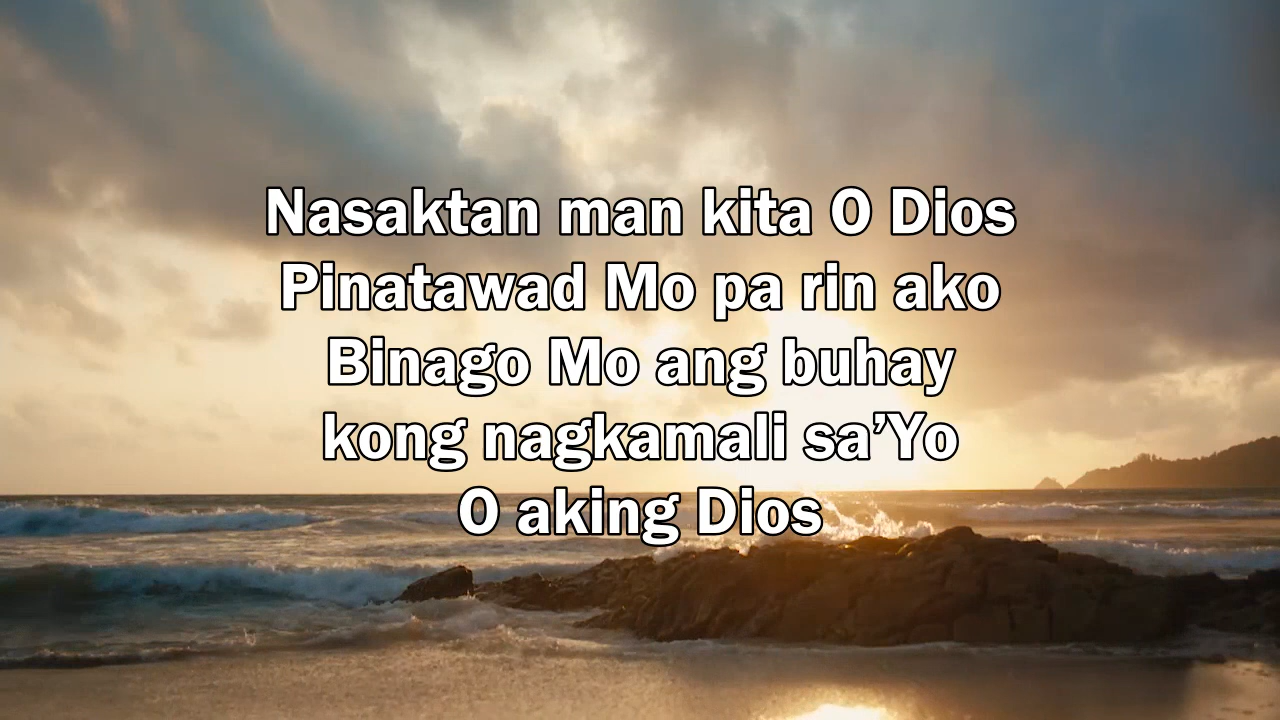 Nasaktan man kita O Dios
Pinatawad Mo pa rin ako
Binago Mo ang buhay
kong nagkamali sa’Yo
O aking Dios